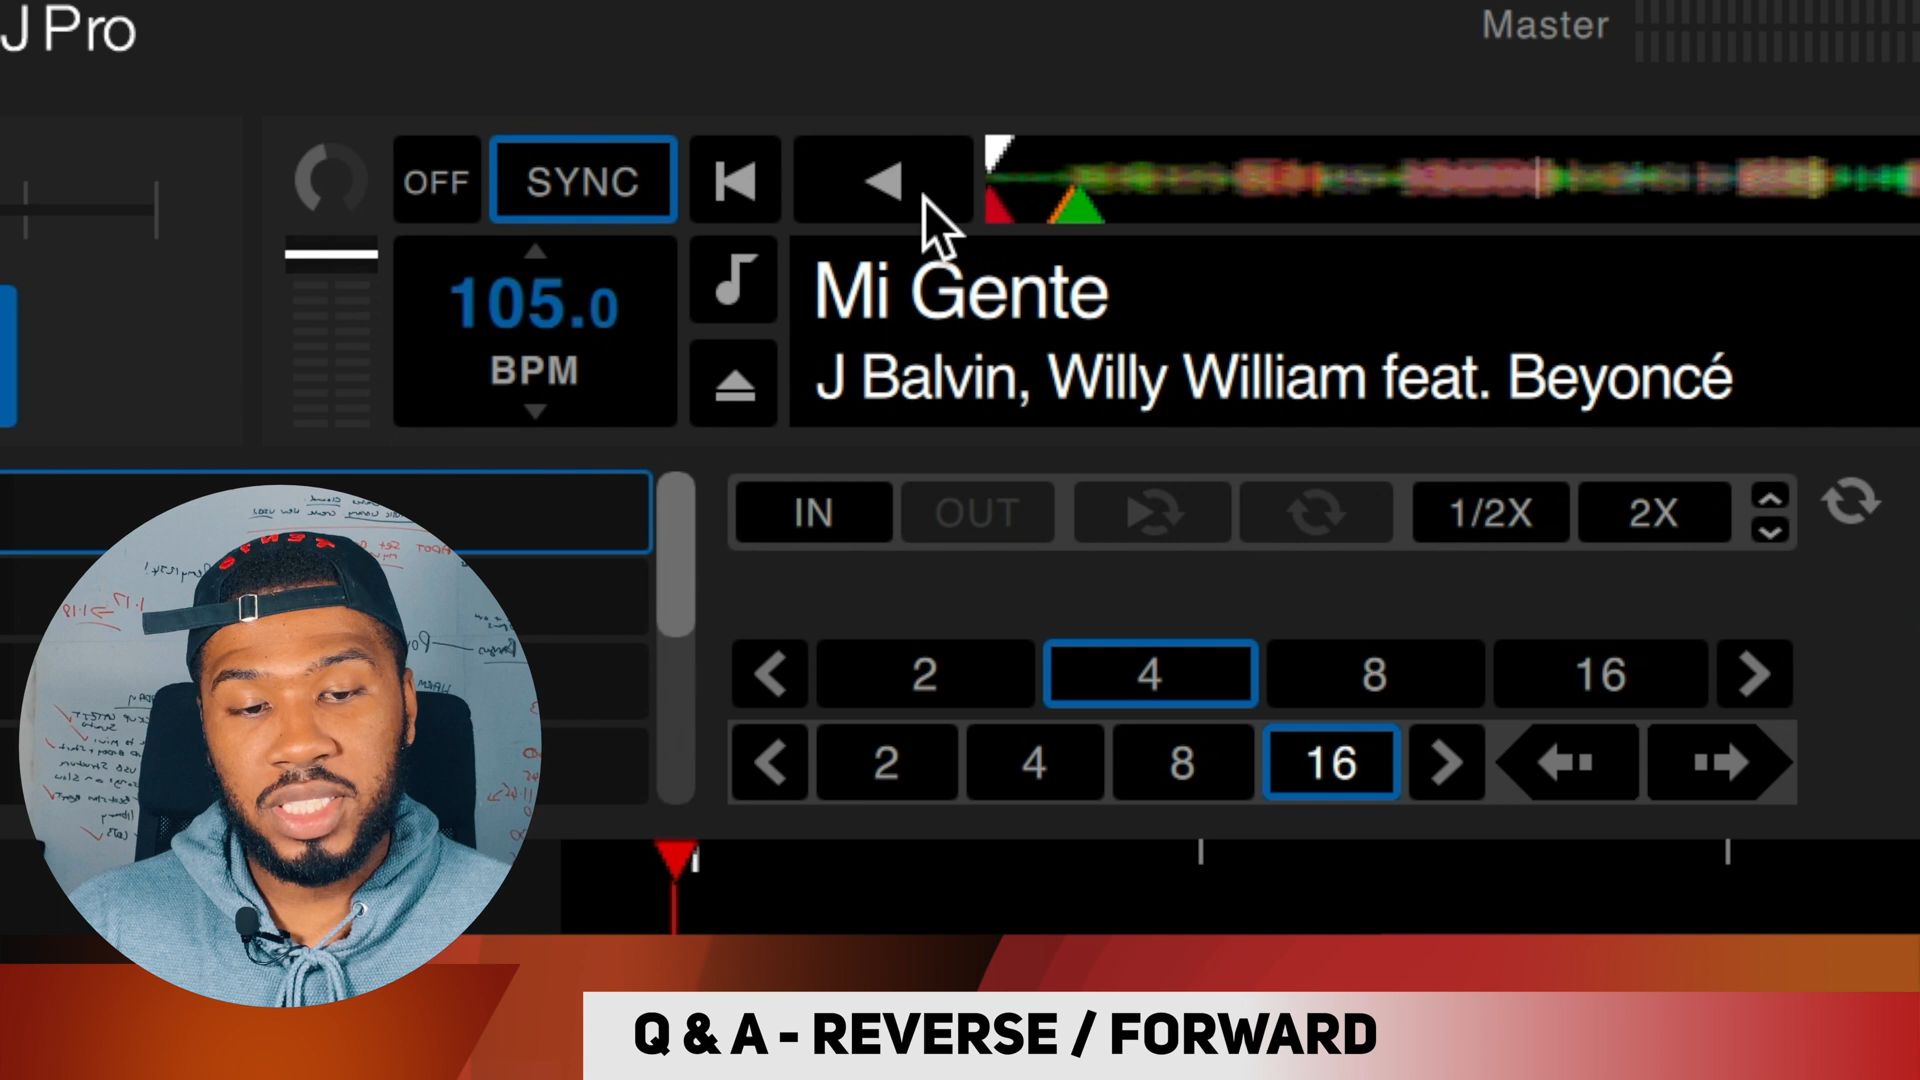 J Pro
Master
OFF
SYNC
105.0
BPM
Mi Gente
J Balvin, Willy William feat. Beyoncé
IN
OUT
1/2X
2X
2
4
8
16
2
4
8
16
Q & A - REVERSE / FORWARD